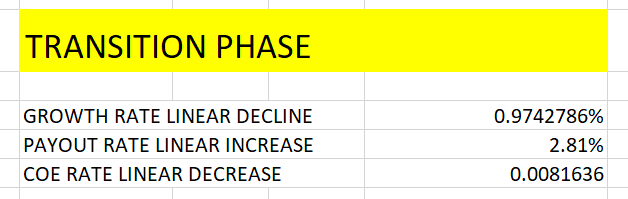 TRANSITION PHASE
GROWTH RATE LINEAR DECLINE 0.9742786%
PAYOUT RATE LINEAR INCREASE 2.81%
COE RATE LINEAR DECREASE 0.0081636